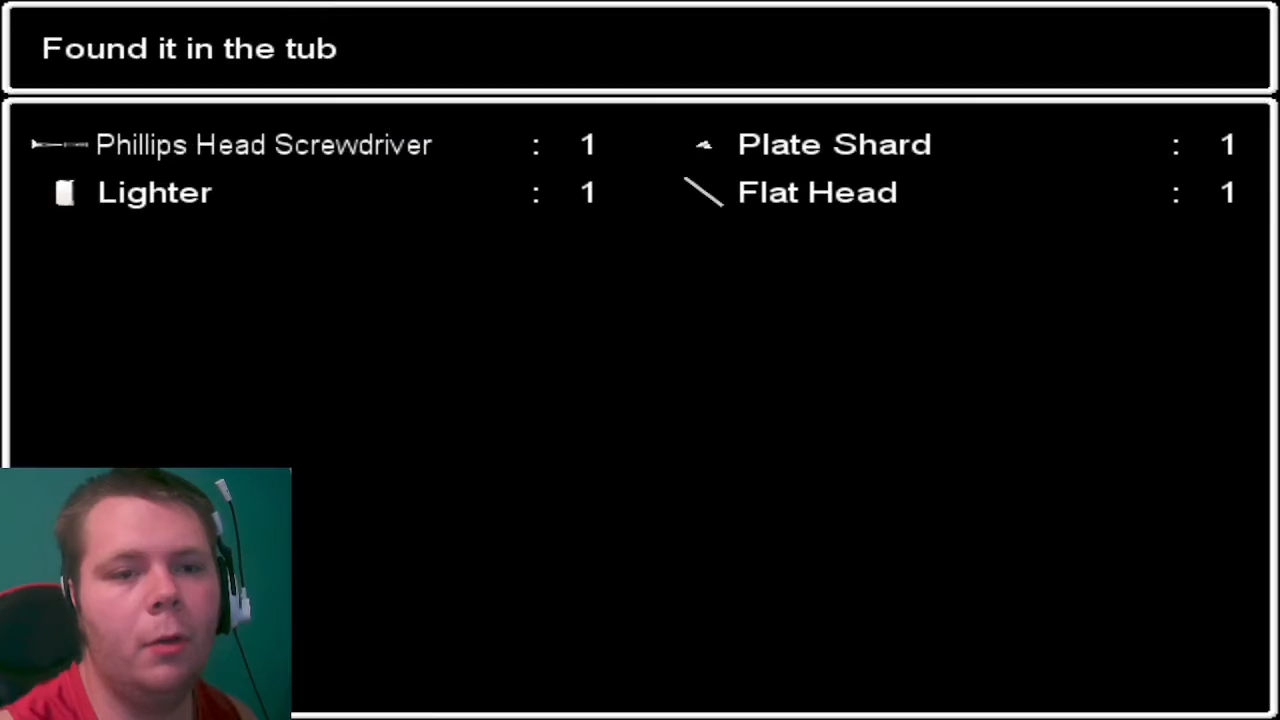 Found it in the tub
Phillips Head Screwdriver : 1 Plate Shard : 1
Lighter : 1 Flat Head : 1